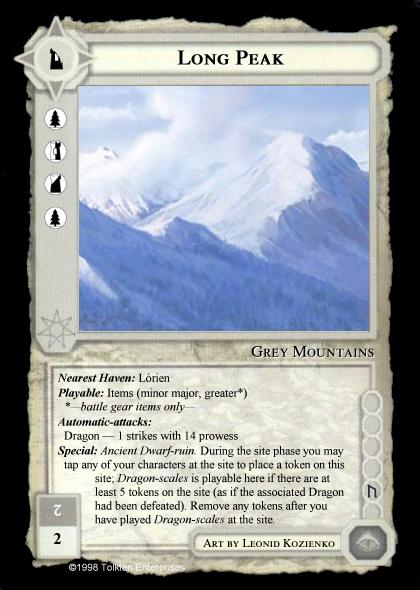 LONG PEAK
GREY MOUNTAINS
Nearest Haven: Lórien
Playable: Items (minor major, greater*)
*—battle gear items only—
Automatic-attacks:
Dragon — 1 strikes with 14 prowess
Special: Ancient Dwarf-ruin. During the site phase you may
tap any of your characters at the site to place a token on this
site; Dragon-scales is playable here if there are at
least 5 tokens on the site (as if the associated Dragon
had been defeated). Remove any tokens after you
have played Dragon-scales at the site.
2
2
ART BY LEONID KOZIENKO
©1998 Tolkien Enterprises